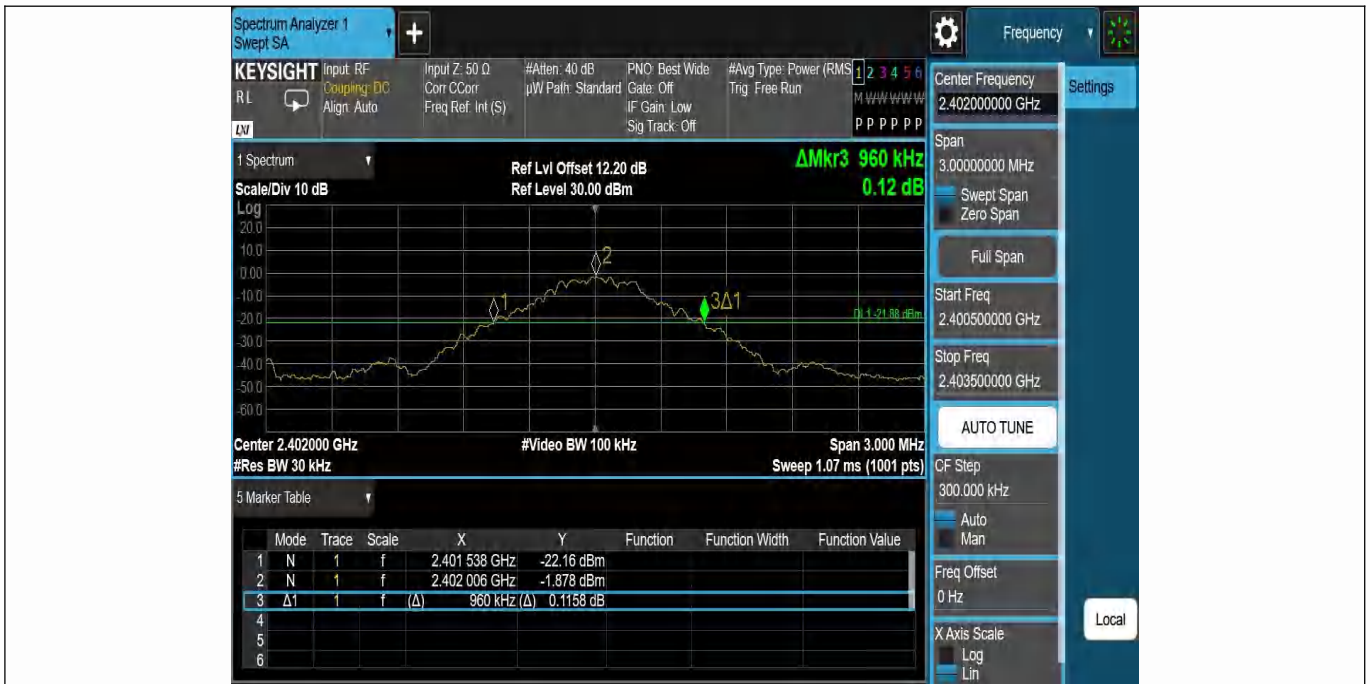 Spectrum Analyzer 1
Swept SA
Frequency
KEYSIGHT
RL
LXI
Input: RF
Coupling: DC
Align: Auto
Input Z: 50 Ω
Corr CCorr
Freq Ref: Int (S)
#Atten: 40 dB
µW Path: Standard
PNO: Best Wide
Gate: Off
IF Gain: Low
Sig Track: Off
#Avg Type: Power (RMS
Trig: Free Run
1 2 3 4 5 6
M W W W W W
P P P P P P
1 Spectrum
Scale/Div 10 dB
Ref Lvl Offset 12.20 dB
Ref Level 30.00 dBm
ΔMkr3 960 kHz
0.12 dB
Log
20.0
10.0
0.00
-10.0
-20.0
-30.0
-40.0
-50.0
-60.0
1
2
3Δ1
DL1 -21.88 dBm
Center 2.402000 GHz
#Video BW 100 kHz
Span 3.000 MHz
#Res BW 30 kHz
Sweep 1.07 ms (1001 pts)
5 Marker Table
Mode Trace Scale X Y Function Function Width Function Value
1 N 1 f 2.401 538 GHz -22.16 dBm
2 N 1 f 2.402 006 GHz -1.878 dBm
3 Δ1 1 f (Δ) 960 kHz (Δ) 0.1158 dB
4
5
6
Center Frequency
2.402000000 GHz
Settings
Span
3.00000000 MHz
Swept Span
Zero Span
Full Span
Start Freq
2.400500000 GHz
Stop Freq
2.403500000 GHz
AUTO TUNE
CF Step
300.000 kHz
Auto
Man
Freq Offset
0 Hz
Local
X Axis Scale
Log
Lin